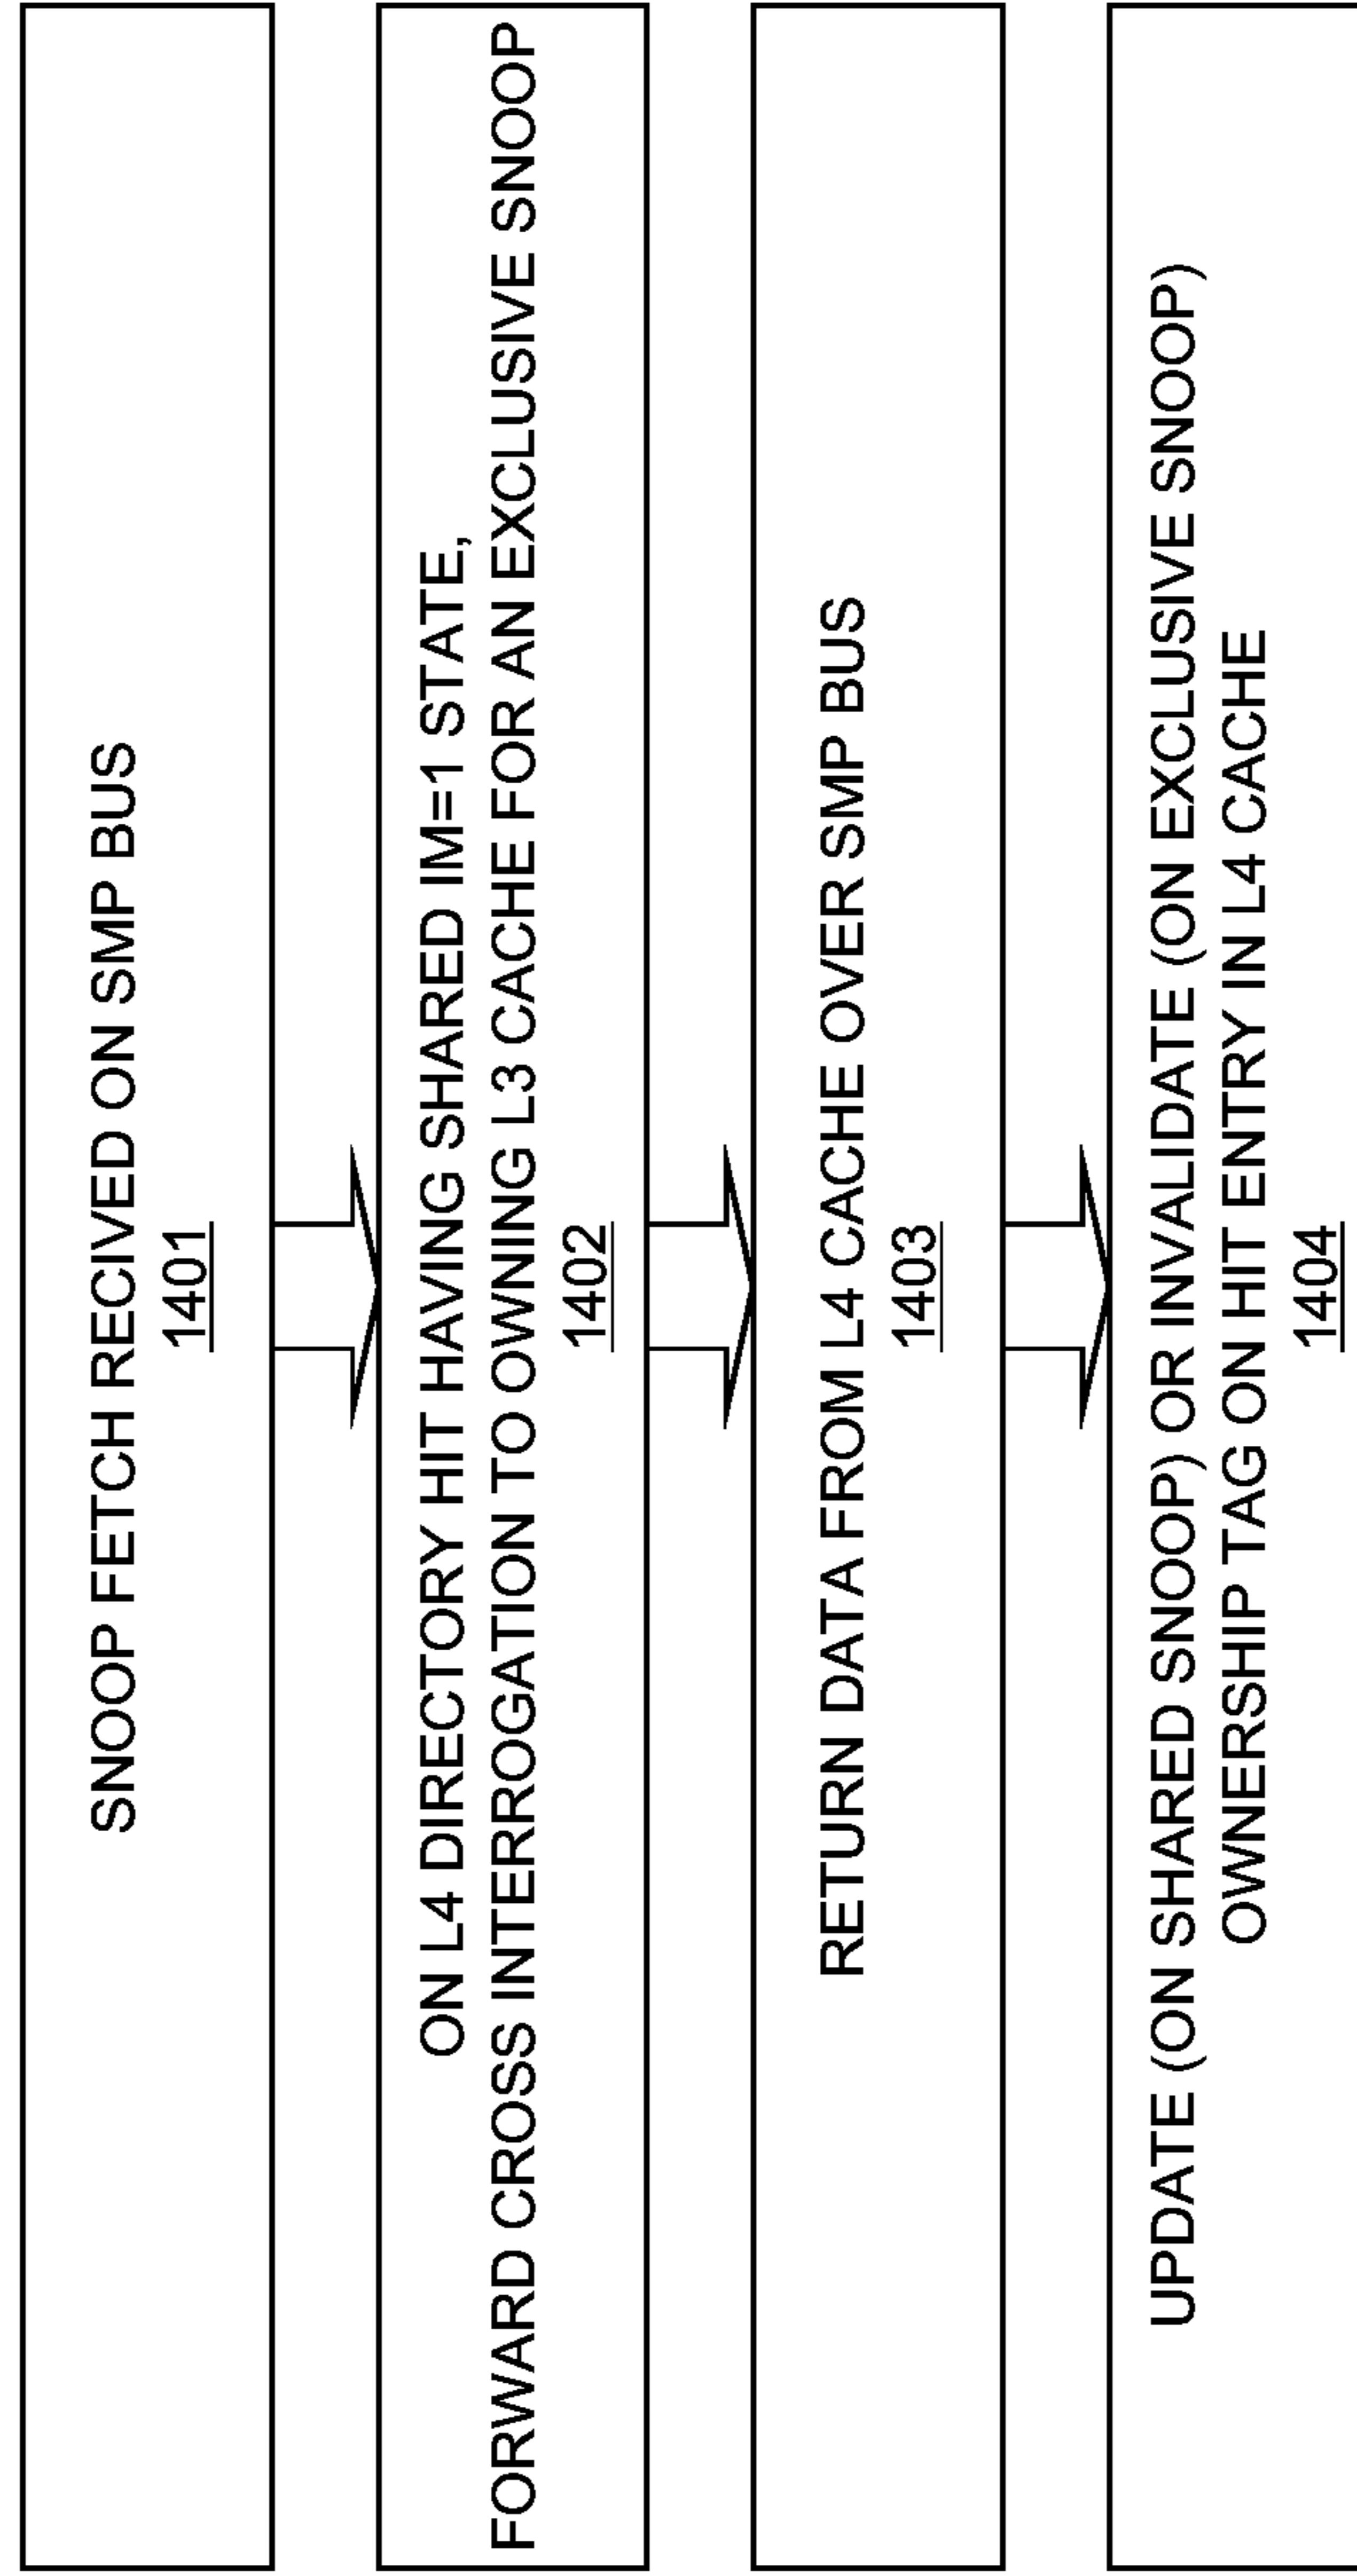 SNOOP FETCH RECIVED ON SMP BUS
1401
ON L4 DIRECTORY HIT HAVING SHARED IM=1 STATE,
FORWARD CROSS INTERROGATION TO OWNING L3 CACHE FOR AN EXCLUSIVE SNOOP
1402
RETURN DATA FROM L4 CACHE OVER SMP BUS
1403
UPDATE (ON SHARED SNOOP) OR INVALIDATE (ON EXCLUSIVE SNOOP)
OWNERSHIP TAG ON HIT ENTRY IN L4 CACHE
1404